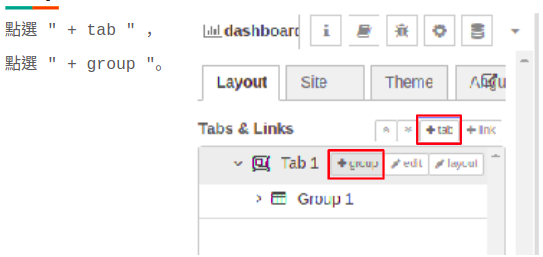 點選 " + tab " ，
點選 " + group "。
dashboard
Layout
Site
Theme
Tabs & Links
+tab
+link
Tab 1
+group
edit
layout
Group 1